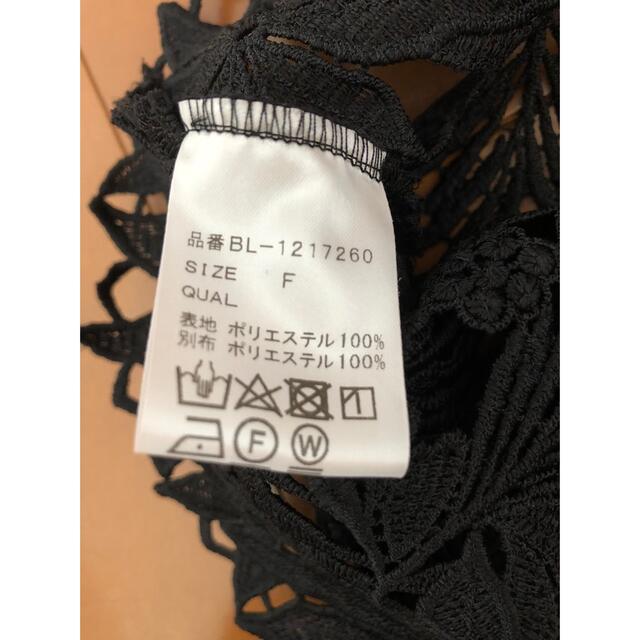 品番BL-1217260
SIZE F
QUAL
表地 ポリエステル100%
別布 ポリエステル100%
F W